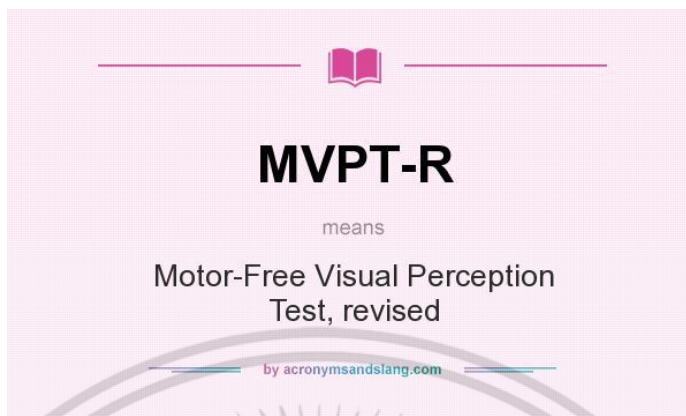 MVPT-R
means
Motor-Free Visual Perception
Test, revised
by acronymsandslang.com